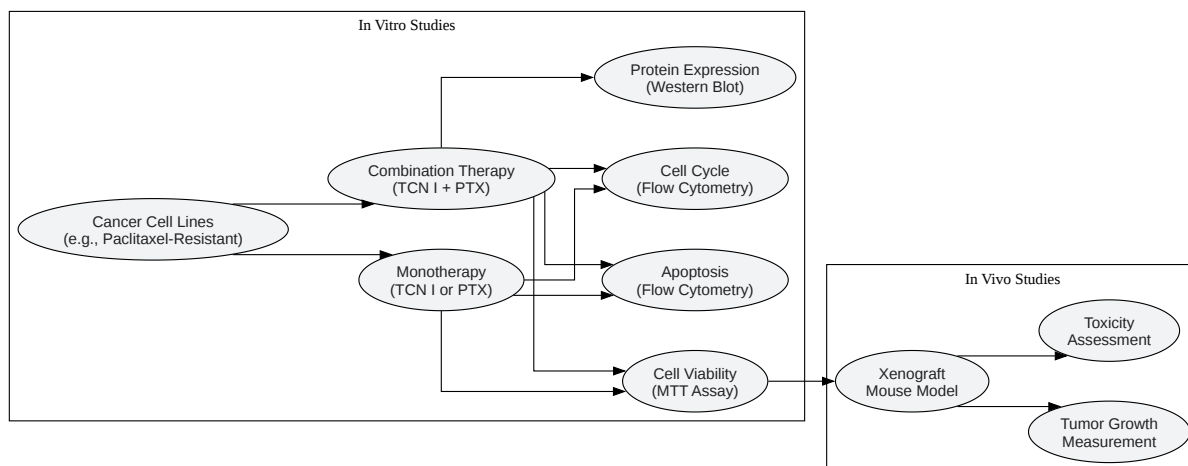 In Vitro Studies
Protein Expression
(Western Blot)
Combination Therapy
(TCN I + PTX)
Cell Cycle
(Flow Cytometry)
Cancer Cell Lines
(e.g., Paclitaxel-Resistant)
Monotherapy
(TCN I or PTX)
Apoptosis
(Flow Cytometry)
Cell Viability
(MTT Assay)
In Vivo Studies
Toxicity
Assessment
Xenograft
Mouse Model
Tumor Growth
Measurement